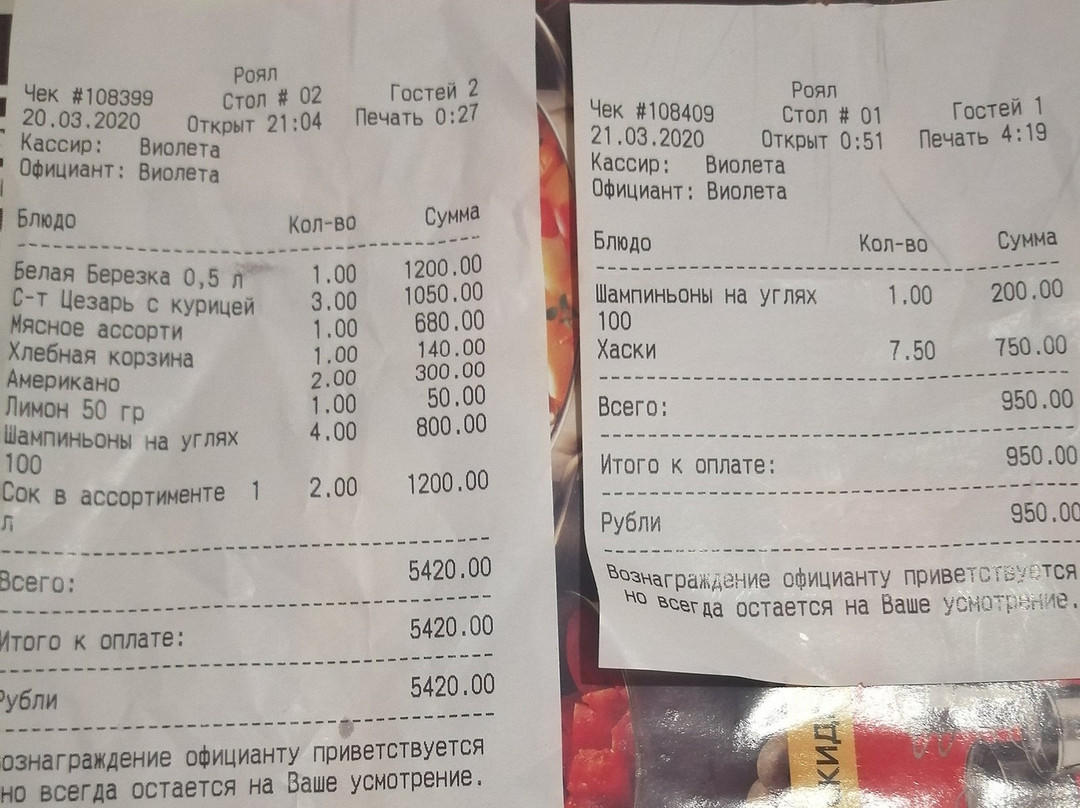 Роял
Чек #108399 Стол # 02 Гостей 2
20.03.2020 Открыт 21:04 Печать 0:27
Кассир: Виолета
Официант: Виолета
Блюдо Кол-во Сумма
Белая Березка 0,5 л 1.00 1200.00
С-т Цезарь с курицей 3.00 1050.00
Мясное ассорти 1.00 680.00
Хлебная корзина 1.00 140.00
Американо 2.00 300.00
Лимон 50 гр 1.00 50.00
Шампиньоны на углях 4.00 800.00
100
Сок в ассортименте 1 2.00 1200.00
л
Всего: 5420.00
Итого к оплате: 5420.00
Рубли 5420.00
Вознаграждение официанту приветствуется
но всегда остается на Ваше усмотрение.
Роял
Чек #108409 Стол # 01 Гостей 1
21.03.2020 Открыт 0:51 Печать 4:19
Кассир: Виолета
Официант: Виолета
Блюдо Кол-во Сумма
Шампиньоны на углях 1.00 200.00
100
Хаски 7.50 750.00
Всего: 950.00
Итого к оплате: 950.00
Рубли 950.00
Вознаграждение официанту приветствуется
но всегда остается на Ваше усмотрение.